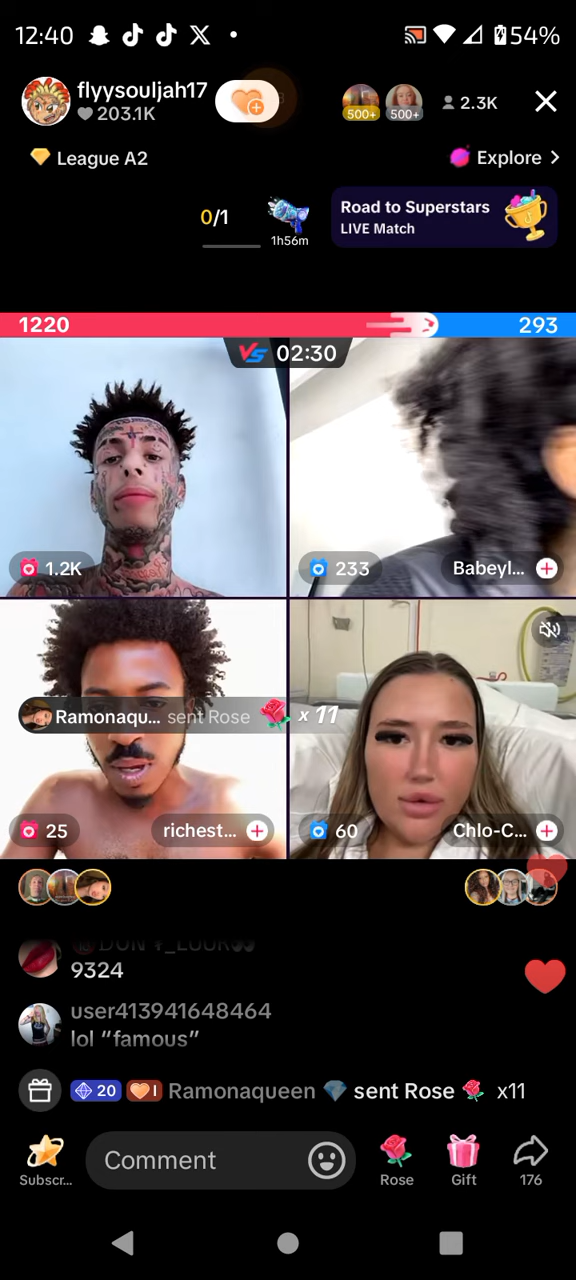 12:40
54%
flyysouljah17
203.1K
500+
500+
2.3K
League A2
Explore
0/1
1h56m
Road to Superstars
LIVE Match
1220
293
VS 02:30
1.2K
233
Babeyl...
Ramonaqu... sent Rose x 11
25
richest...
60
Chlo-C...
9324
user413941648464
lol “famous”
20 I Ramonaqueen 💎 sent Rose 🌹 x11
Subscr...
Comment
Rose
Gift
176